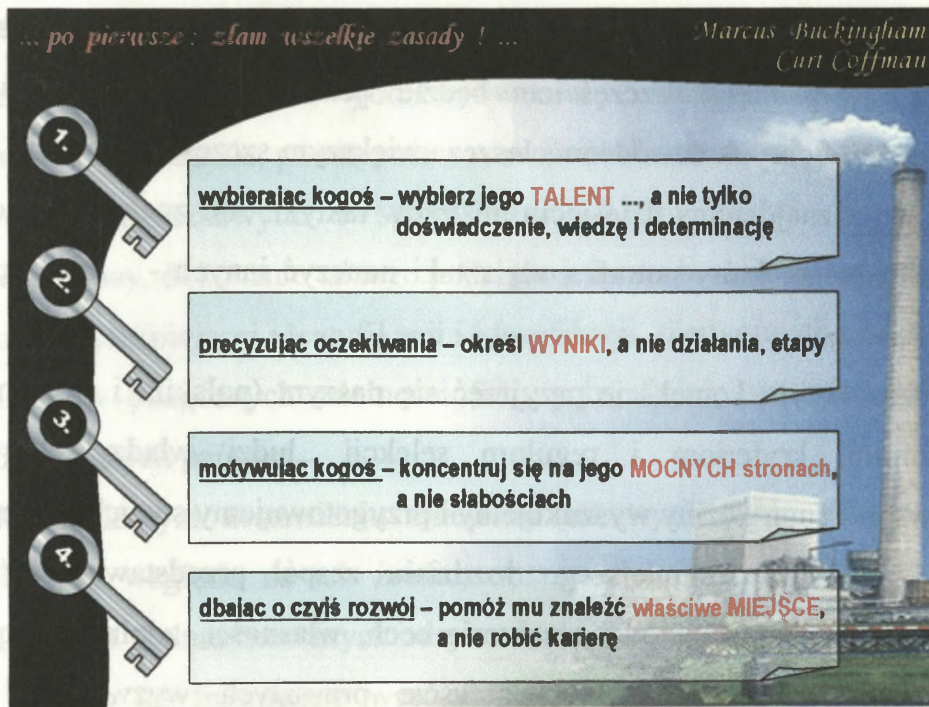 ... po pierwsze : złam wszelkie zasady ! ...
Marcus Buckingham
Curt Coffman
1.
wybierając kogoś – wybierz jego TALENT ..., a nie tylko
doświadczenie, wiedzę i determinację
2.
precyzując oczekiwania – określ WYNIKI, a nie działania, etapy
3.
motywując kogoś – koncentruj się na jego MOCNYCH stronach,
a nie słabościach
4.
dbając o czyiś rozwój – pomóż mu znaleźć właściwe MIEJSCE,
a nie robić karierę